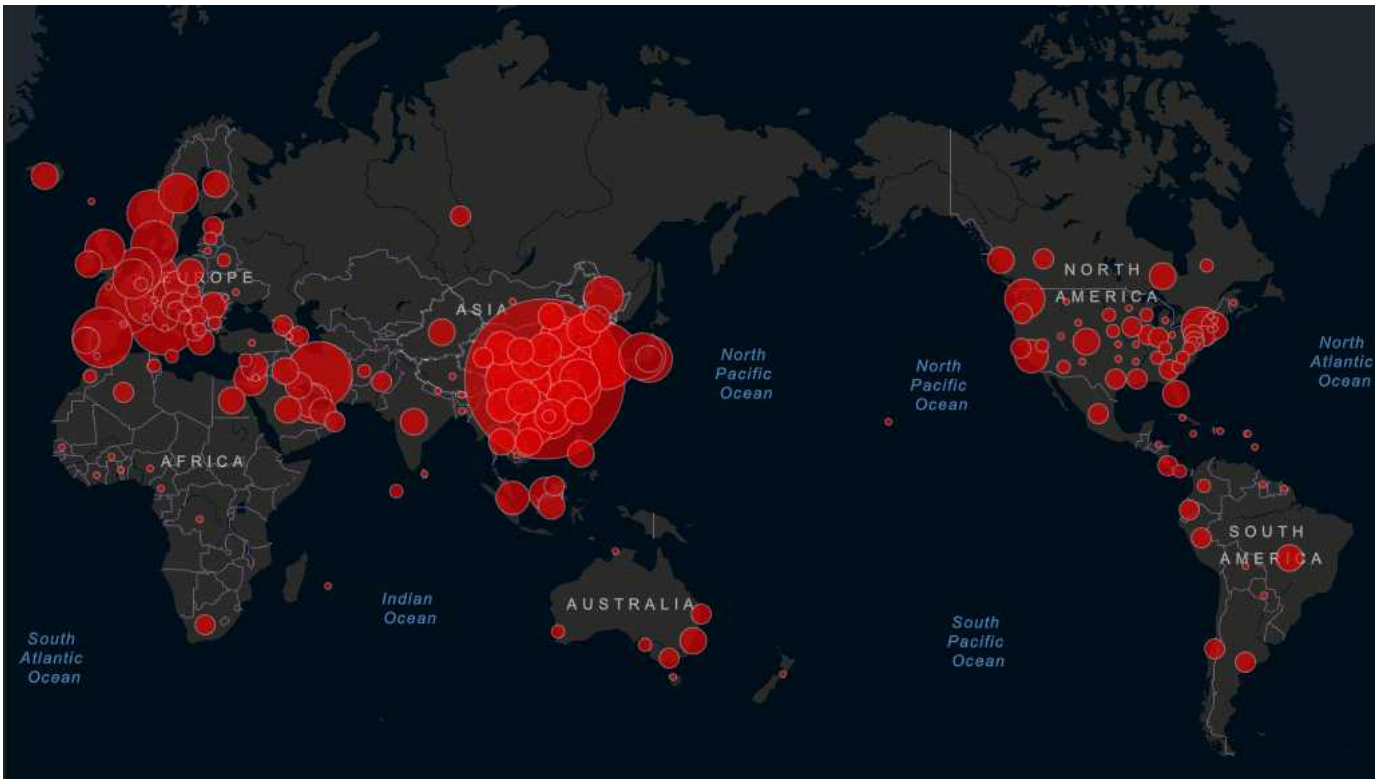 EUROPE
ASIA
NORTH
AMERICA
North
Pacific
Ocean
North
Pacific
Ocean
North
Atlantic
Ocean
AFRICA
SOUTH
AMERICA
Indian
Ocean
AUSTRALIA
South
Atlantic
Ocean
South
Pacific
Ocean